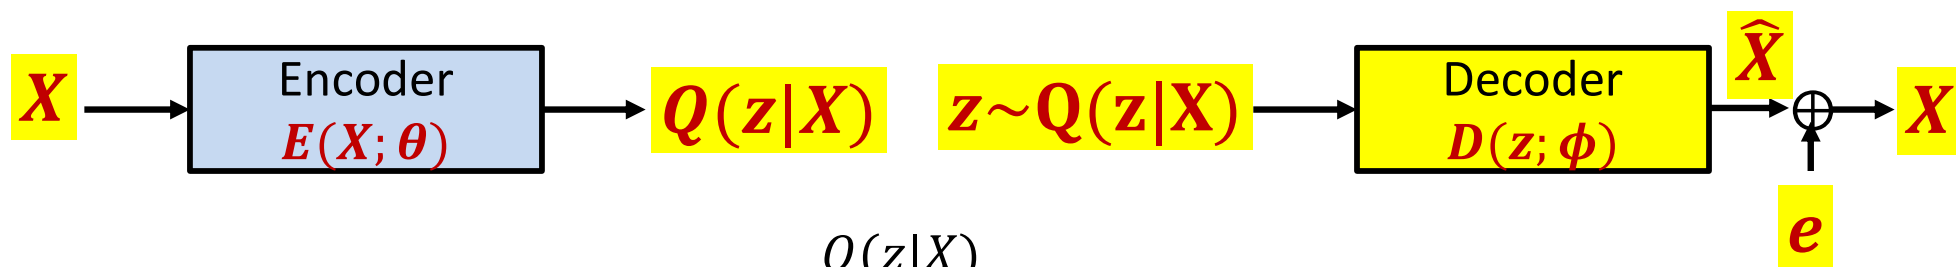 X
Encoder
E(X; θ)
Q(z|X)
z~Q(z|X)
Decoder
D(z; ϕ)
X̂
X
e
Q(z|X)